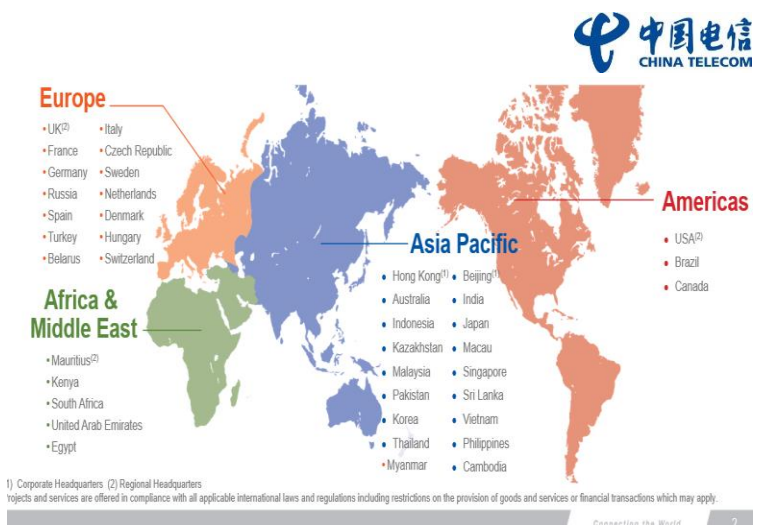 中国电信
CHINA TELECOM
Europe
•UK(2)
•France
•Germany
•Russia
•Spain
•Turkey
•Belarus
•Italy
•Czech Republic
•Sweden
•Netherlands
•Denmark
•Hungary
•Switzerland
Africa &
Middle East
•Mauritius(2)
•Kenya
•South Africa
•United Arab Emirates
•Egypt
Asia Pacific
• Hong Kong(1)
• Australia
• Indonesia
• Kazakhstan
• Malaysia
• Pakistan
• Korea
• Thailand
•Myanmar
• Beijing(1)
• India
• Japan
• Macau
• Singapore
• Sri Lanka
• Vietnam
• Philippines
• Cambodia
Americas
• USA(2)
• Brazil
• Canada
1) Corporate Headquarters (2) Regional Headquarters
rojects and services are offered in compliance with all applicable international laws and regulations including restrictions on the provision of goods and services or financial transactions which may apply.
Connecting the World
2